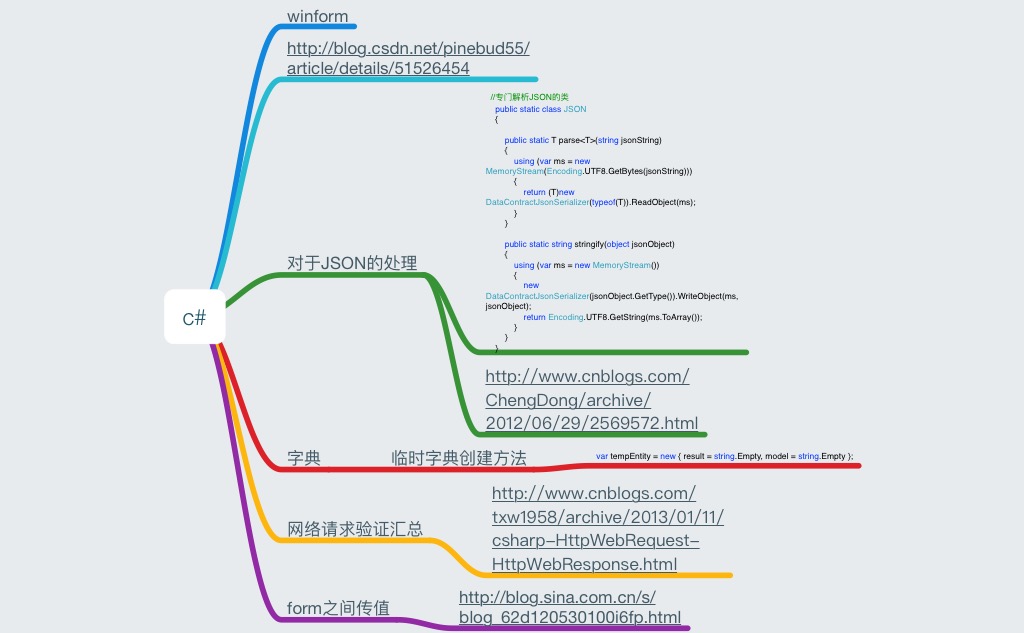 c#
winform
http://blog.csdn.net/pinebud55/
article/details/51526454
对于JSON的处理
//专门解析JSON的类
public static class JSON
{
public static T parse<T>(string jsonString)
{
using (var ms = new
MemoryStream(Encoding.UTF8.GetBytes(jsonString)))
{
return (T)new
DataContractJsonSerializer(typeof(T)).ReadObject(ms);
}
}
public static string stringify(object jsonObject)
{
using (var ms = new MemoryStream())
{
new
DataContractJsonSerializer(jsonObject.GetType()).WriteObject(ms,
jsonObject);
return Encoding.UTF8.GetString(ms.ToArray());
}
}
}
http://www.cnblogs.com/
ChengDong/archive/
2012/06/29/2569572.html
字典
临时字典创建方法
var tempEntity = new { result = string.Empty, model = string.Empty };
网络请求验证汇总
http://www.cnblogs.com/
txw1958/archive/2013/01/11/
csharp-HttpWebRequest-
HttpWebResponse.html
form之间传值
http://blog.sina.com.cn/s/
blog_62d120530100i6fp.html